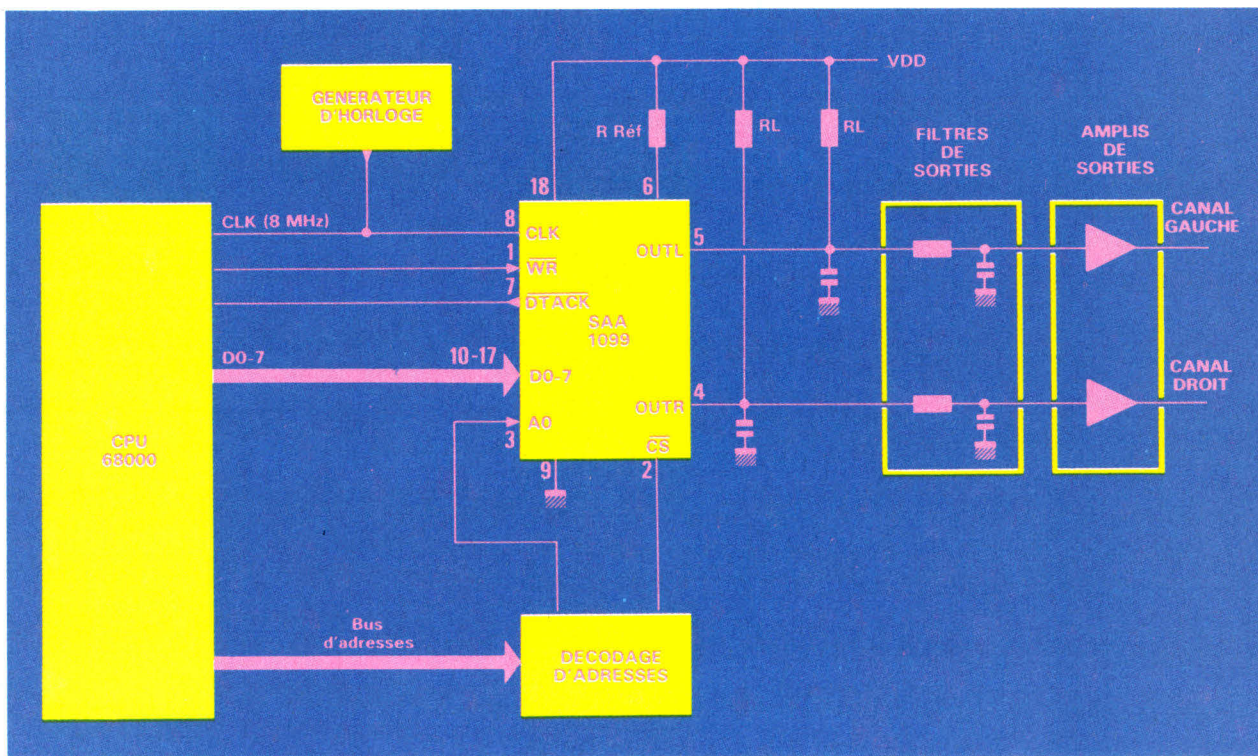 GENERATEUR
D'HORLOGE
VDD
R Réf
RL
RL
FILTRES
DE
SORTIES
AMPLIS
DE
SORTIES
18
6
CLK (8 MHz)
8
CLK
1
WR
7
DTACK
OUTL
5
CANAL
GAUCHE
SAA
1099
D0-7
10-17
D0-7
OUTR
4
CANAL
DROIT
A0
3
CS
9
2
CPU
68000
Bus
d'adresses
DECODAGE
D'ADRESSES